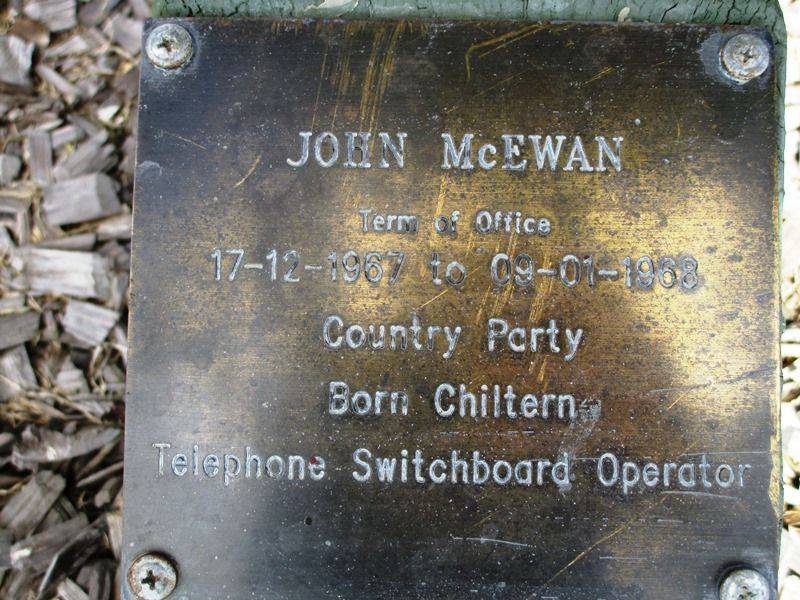 JOHN McEWAN
Term of Office
17-12-1967 to 09-01-1968
Country Party
Born Chiltern
Telephone Switchboard Operator